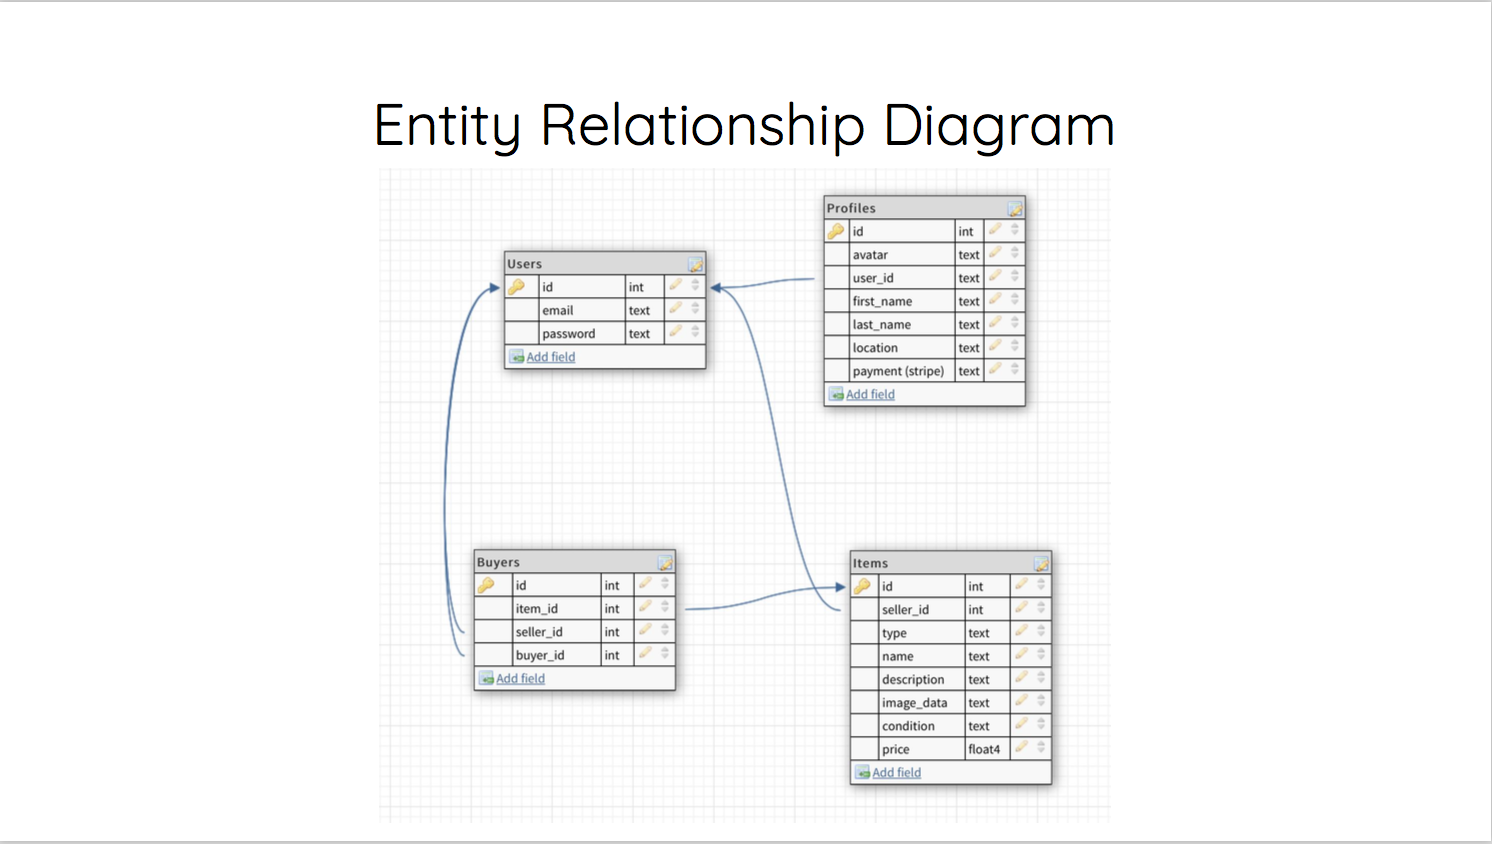 Entity Relationship Diagram
Users
id int
email text
password text
Add field
Profiles
id int
avatar text
user_id text
first_name text
last_name text
location text
payment (stripe) text
Add field
Buyers
id int
item_id int
seller_id int
buyer_id int
Add field
Items
id int
seller_id int
type text
name text
description text
image_data text
condition text
price float4
Add field